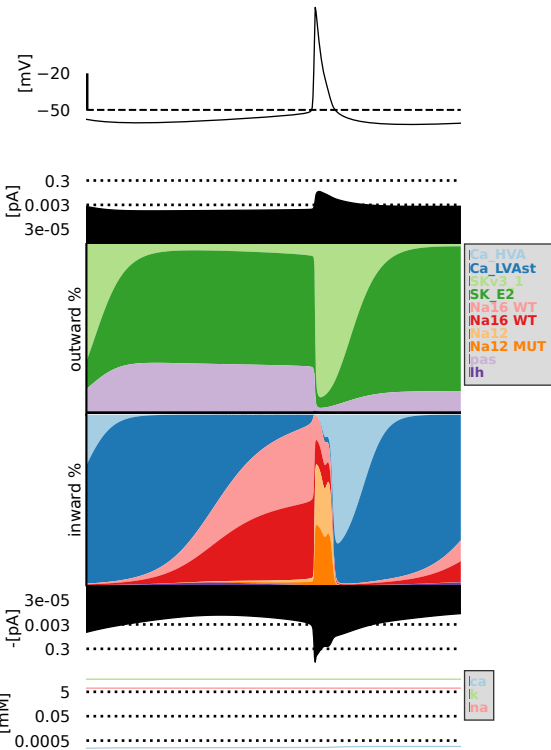 [mV]
−20
−50
[pA]
0.3
0.003
3e-05
outward %
Ca_HVA
Ca_LVAst
SKv3_1
SK_E2
Na16 WT
Na16 WT
Na12
Na12 MUT
pas
Ih
inward %
-[pA]
3e-05
0.003
0.3
[mM]
5
0.05
0.0005
ca
k
na